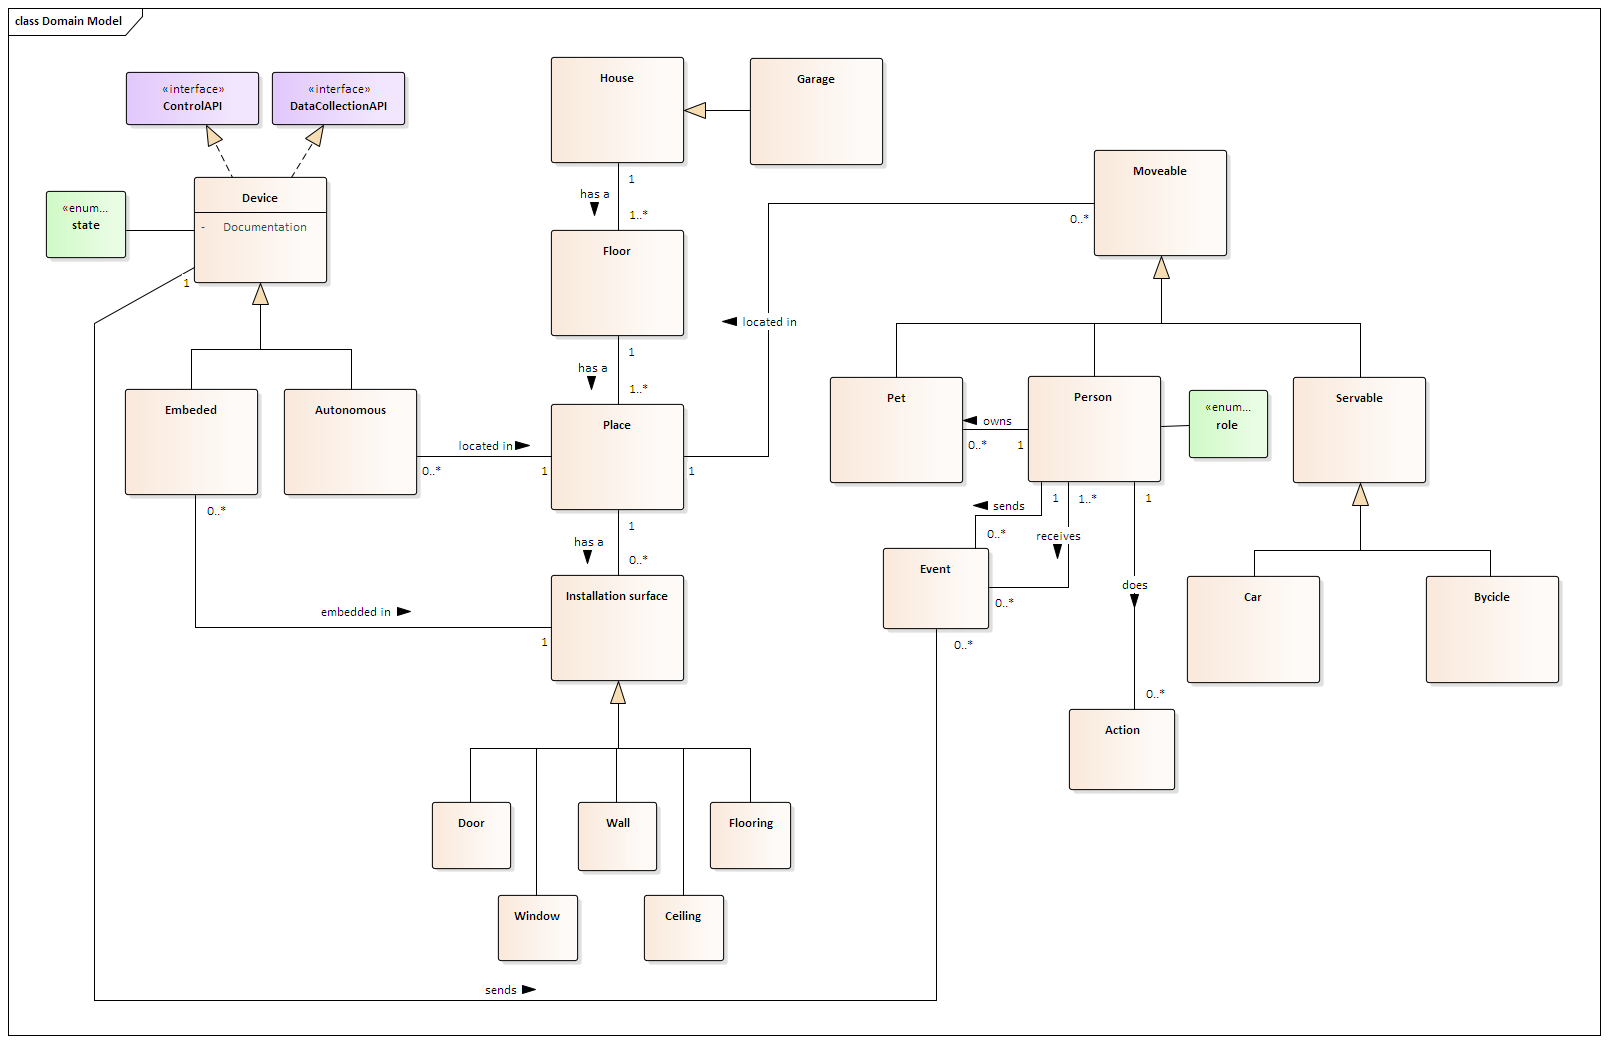 class Domain Model
«interface»
ControlAPI
«interface»
DataCollectionAPI
House
Garage
Moveable
0..*
«enum...
state
Device
- Documentation
1
1
has a
1..*
Floor
located in
1
has a
1..*
Embeded
Autonomous
Place
located in
0..*
1
1
Pet
Person
«enum...
role
Servable
owns
0..*
1
0..*
1
has a
0..*
1
1..*
1
sends
0..*
receives
Event
0..*
0..*
does
Installation surface
embedded in
1
Car
Bycicle
0..*
Action
Door
Wall
Flooring
Window
Ceiling
sends